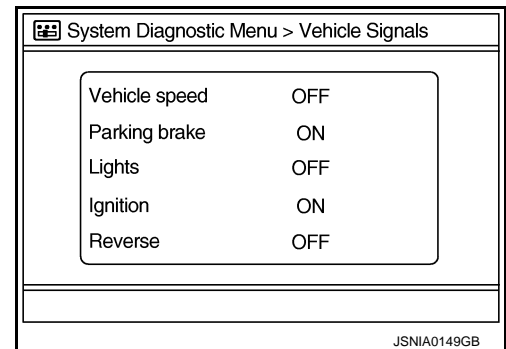 System Diagnostic Menu > Vehicle Signals
Vehicle speed OFF
Parking brake ON
Lights OFF
Ignition ON
Reverse OFF
JSNIA0149GB